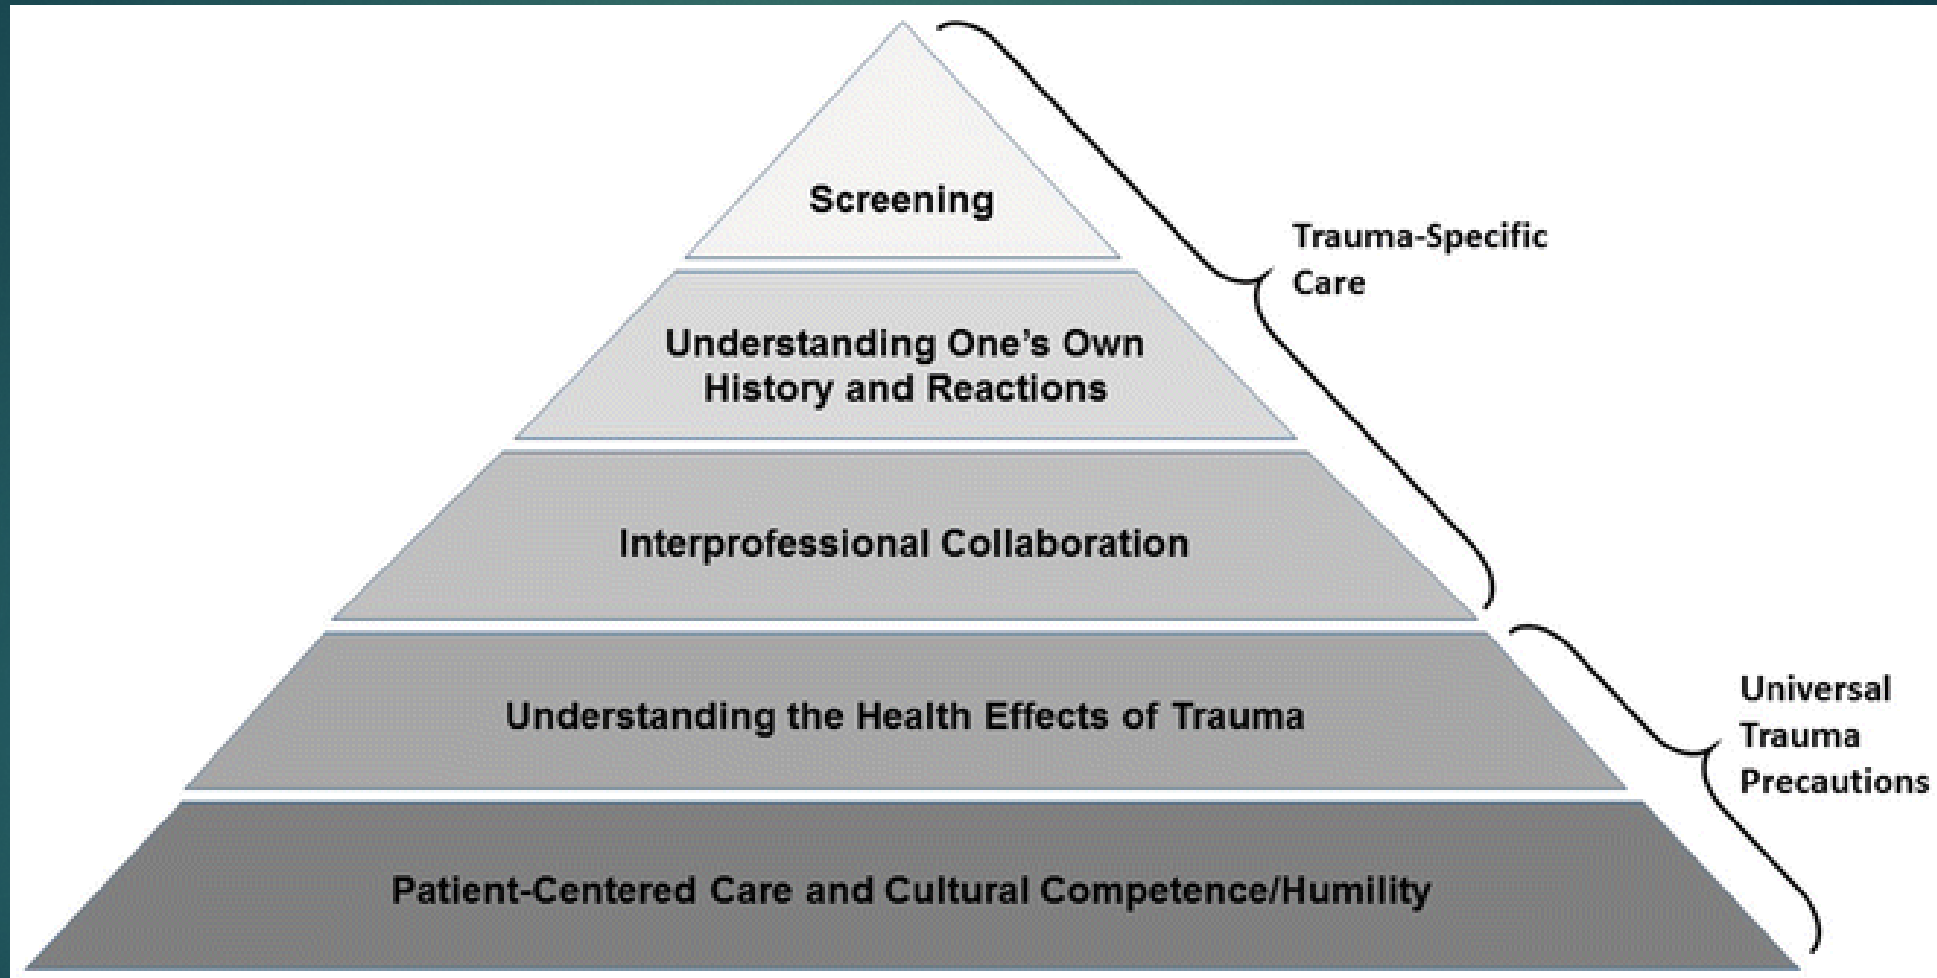 Screening
Trauma-Specific
Care
Understanding One's Own
History and Reactions
Interprofessional Collaboration
Understanding the Health Effects of Trauma
Universal
Trauma
Precautions
Patient-Centered Care and Cultural Competence/Humility